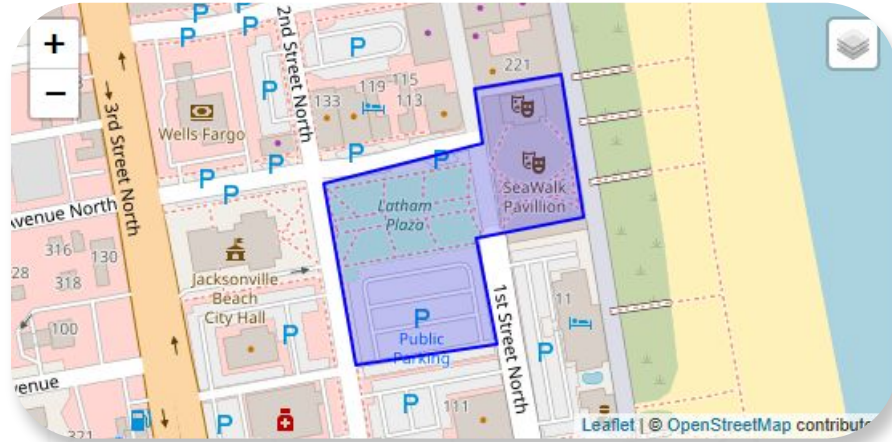 +
−
2nd Street North
P
P
P
P
P
221
Wells Fargo
133
119
115
113
3rd Street North
P
P
P
P
Avenue North
Latham
Plaza
SeaWalk
Pavillion
316
130
28
318
Jacksonville
Beach
City Hall
100
P
P
Public
Parking
1st Street North
11
P
venue
P
P
111
321
Leaflet | © OpenStreetMap contribut